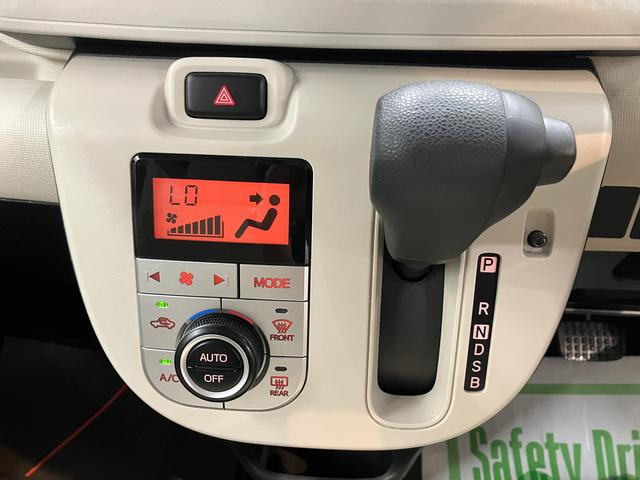 LO
MODE
FRONT
AUTO
OFF
A/C
REAR
P
R
N
D
S
B
Safety Dri